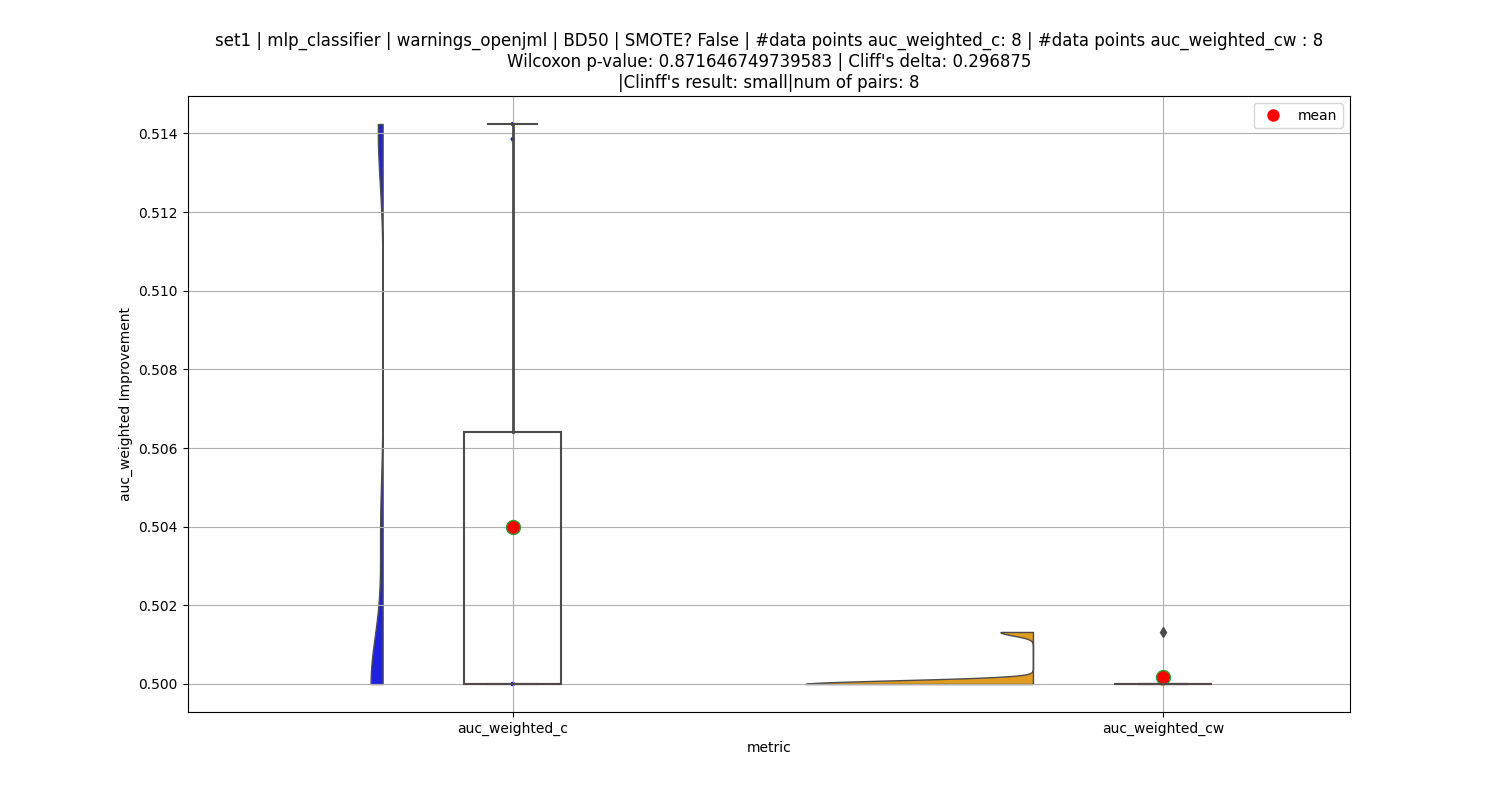 set1 | mlp_classifier | warnings_openjml | BD50 | SMOTE? False | #data points auc_weighted_c: 8 | #data points auc_weighted_cw : 8
Wilcoxon p-value: 0.871646749739583 | Cliff's delta: 0.296875
|Clinff's result: small|num of pairs: 8
mean
0.514
0.512
0.510
0.508
0.506
0.504
0.502
0.500
auc_weighted Improvement
auc_weighted_c
auc_weighted_cw
metric